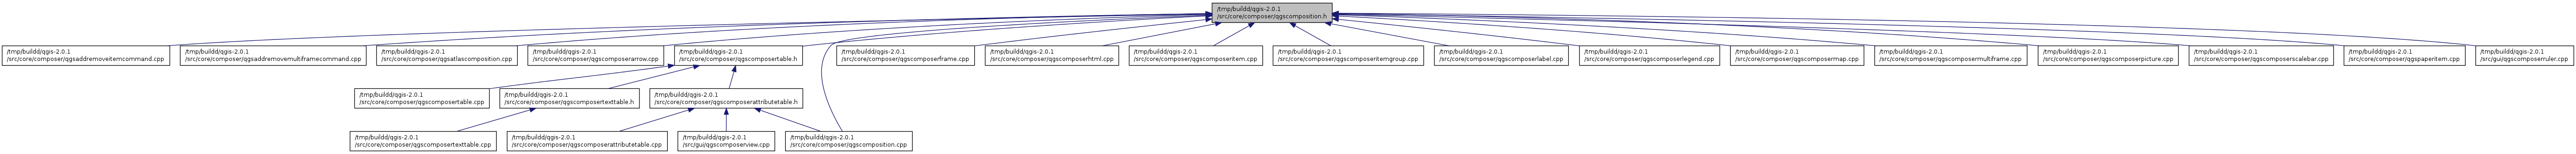 /tmp/buildd/qgis-2.0.1
/src/core/composer/qgscomposition.h
/tmp/buildd/qgis-2.0.1
/src/core/composer/qgsaddremoveitemcommand.cpp
/tmp/buildd/qgis-2.0.1
/src/core/composer/qgsaddremovemultiframecommand.cpp
/tmp/buildd/qgis-2.0.1
/src/core/composer/qgsatlascomposition.cpp
/tmp/buildd/qgis-2.0.1
/src/core/composer/qgscomposerarrow.cpp
/tmp/buildd/qgis-2.0.1
/src/core/composer/qgscomposertable.h
/tmp/buildd/qgis-2.0.1
/src/core/composer/qgscomposerframe.cpp
/tmp/buildd/qgis-2.0.1
/src/core/composer/qgscomposerhtml.cpp
/tmp/buildd/qgis-2.0.1
/src/core/composer/qgscomposeritem.cpp
/tmp/buildd/qgis-2.0.1
/src/core/composer/qgscomposeritemgroup.cpp
/tmp/buildd/qgis-2.0.1
/src/core/composer/qgscomposerlabel.cpp
/tmp/buildd/qgis-2.0.1
/src/core/composer/qgscomposerlegend.cpp
/tmp/buildd/qgis-2.0.1
/src/core/composer/qgscomposermap.cpp
/tmp/buildd/qgis-2.0.1
/src/core/composer/qgscomposermultiframe.cpp
/tmp/buildd/qgis-2.0.1
/src/core/composer/qgscomposerpicture.cpp
/tmp/buildd/qgis-2.0.1
/src/core/composer/qgscomposerscalebar.cpp
/tmp/buildd/qgis-2.0.1
/src/core/composer/qgspaperitem.cpp
/tmp/buildd/qgis-2.0.1
/src/gui/qgscomposerruler.cpp
/tmp/buildd/qgis-2.0.1
/src/core/composer/qgscomposertable.cpp
/tmp/buildd/qgis-2.0.1
/src/core/composer/qgscomposertexttable.h
/tmp/buildd/qgis-2.0.1
/src/core/composer/qgscomposerattributetable.h
/tmp/buildd/qgis-2.0.1
/src/core/composer/qgscomposertexttable.cpp
/tmp/buildd/qgis-2.0.1
/src/core/composer/qgscomposerattributetable.cpp
/tmp/buildd/qgis-2.0.1
/src/gui/qgscomposerview.cpp
/tmp/buildd/qgis-2.0.1
/src/core/composer/qgscomposition.cpp